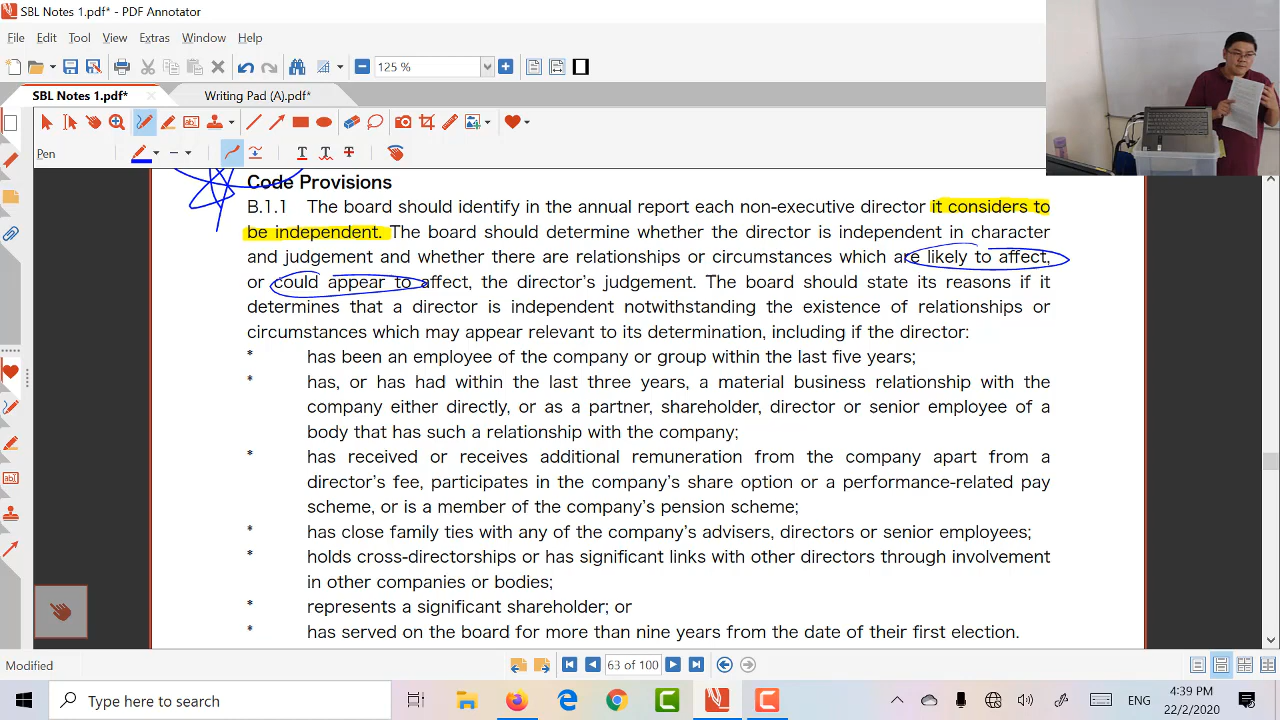 SBL Notes 1.pdf* - PDF Annotator
File Edit Tool View Extras Window Help
125 %
SBL Notes 1.pdf* Writing Pad (A).pdf*
Pen
Code Provisions
B.1.1 The board should identify in the annual report each non-executive director it considers to
be independent. The board should determine whether the director is independent in character
and judgement and whether there are relationships or circumstances which are likely to affect,
or could appear to affect, the director's judgement. The board should state its reasons if it
determines that a director is independent notwithstanding the existence of relationships or
circumstances which may appear relevant to its determination, including if the director:
* has been an employee of the company or group within the last five years;
* has, or has had within the last three years, a material business relationship with the
company either directly, or as a partner, shareholder, director or senior employee of a
body that has such a relationship with the company;
* has received or receives additional remuneration from the company apart from a
director's fee, participates in the company's share option or a performance-related pay
scheme, or is a member of the company's pension scheme;
* has close family ties with any of the company's advisers, directors or senior employees;
* holds cross-directorships or has significant links with other directors through involvement
in other companies or bodies;
* represents a significant shareholder; or
* has served on the board for more than nine years from the date of their first election.
Modified
63 of 100
Type here to search
ENG
4:39 PM
22/2/2020